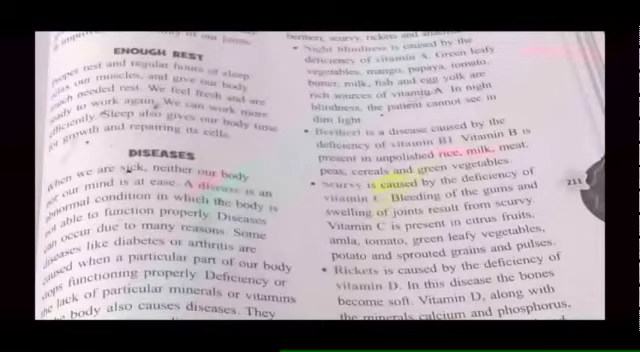 ENOUGH REST
Proper rest and regular hours of sleep
relax our muscles, and give our body
much needed rest. We feel fresh and are
ready to work again. We can work more
efficiently. Sleep also gives our body time
for growth and repairing its cells.
DISEASES
When we are sick, neither our body
nor our mind is at ease. A disease is an
abnormal condition in which the body is
not able to function properly. Diseases
can occur due to many reasons. Some
diseases like diabetes or arthritis are
caused when a particular part of our body
stops functioning properly. Deficiency or
the lack of particular minerals or vitamins
the body also causes diseases. They
beriberi, scurvy, rickets and
• Night blindness is caused by the
deficiency of vitamin A. Green leafy
vegetables, mango, papaya, tomato,
butter, milk, fish and egg yolk are
rich sources of vitamin A. In night
blindness, the patient cannot see in
dim light.
• Beriberi is a disease caused by the
deficiency of vitamin B1. Vitamin B is
present in unpolished rice, milk, meat,
peas, cereals and green vegetables.
• Scurvy is caused by the deficiency of
vitamin C. Bleeding of the gums and
swelling of joints result from scurvy.
Vitamin C is present in citrus fruits,
amla, tomato, green leafy vegetables,
potato and sprouted grains and pulses.
• Rickets is caused by the deficiency of
vitamin D. In this disease the bones
become soft. Vitamin D, along with
the minerals calcium and phosphorus,